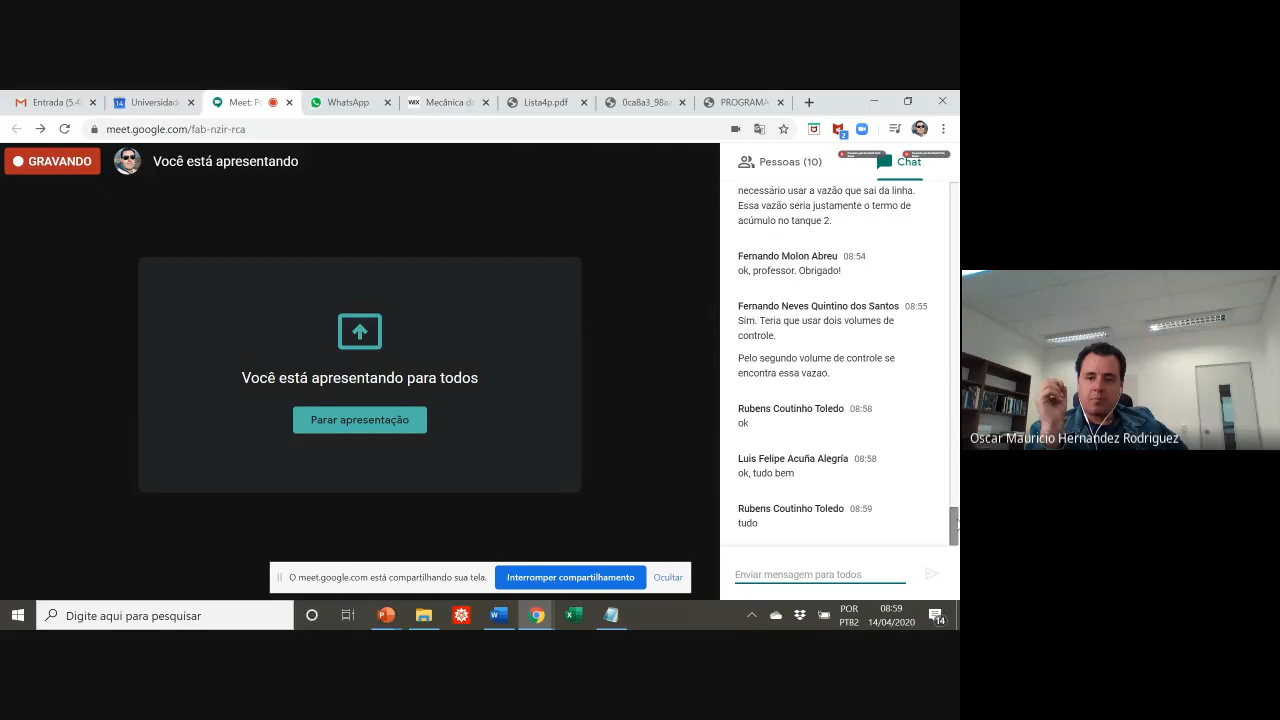 Entrada (5.4
14
Universidad
Meet: Po
WhatsApp
WIX
Mecânica d
Lista4p.pdf
0ca8a3_98a
PROGRAMA
meet.google.com/fab-nzir-rca
2
GRAVANDO
Você está apresentando
Pessoas (10)
Chat
necessário usar a vazão que sai da linha.
Essa vazão seria justamente o termo de
acúmulo no tanque 2.
Fernando Molon Abreu 08:54
ok, professor. Obrigado!
Fernando Neves Quintino dos Santos 08:55
Sim. Teria que usar dois volumes de
controle.
Pelo segundo volume de controle se
encontra essa vazao.
Rubens Coutinho Toledo 08:58
ok
Luis Felipe Acuña Alegría 08:58
ok, tudo bem
Rubens Coutinho Toledo 08:59
tudo
Enviar mensagem para todos
Você está apresentando para todos
Parar apresentação
O meet.google.com está compartilhando sua tela.
Interromper compartilhamento
Ocultar
Oscar Mauricio Hernandez Rodriguez
Digite aqui para pesquisar
POR
PTB2
08:59
14/04/2020
14